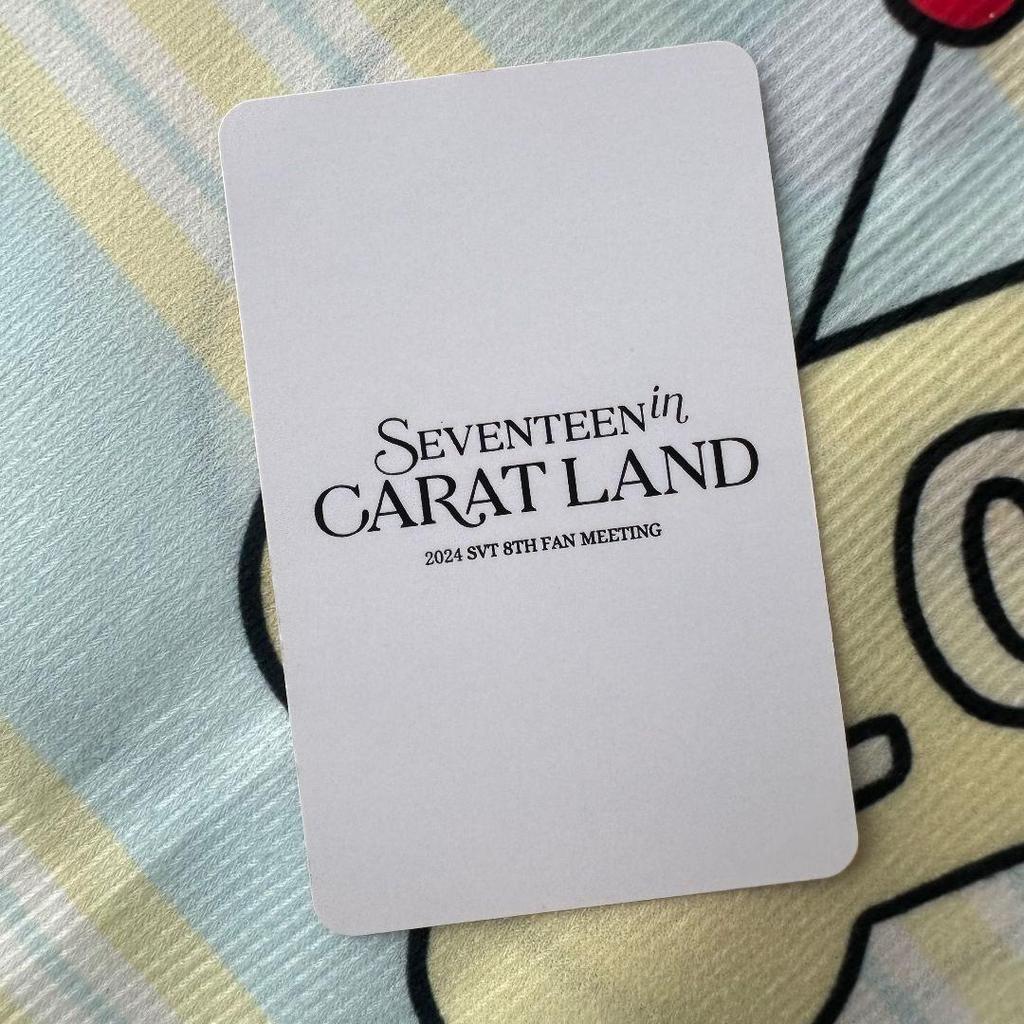 SEVENTEEN in
CARAT LAND
2024 SVT 8TH FAN MEETING